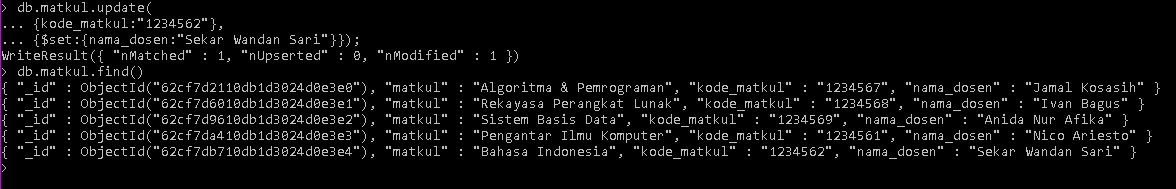 > db.matkul.update(
... {kode_matkul:"1234562"},
... {$set:{nama_dosen:"Sekar Wandan Sari"}});
WriteResult({ "nMatched" : 1, "nUpserted" : 0, "nModified" : 1 })
> db.matkul.find()
{ "_id" : ObjectId("62cf7d2110db1d3024d0e3e0"), "matkul" : "Algoritma & Pemrograman", "kode_matkul" : "1234567", "nama_dosen" : "Jamal Kosasih" }
{ "_id" : ObjectId("62cf7d6010db1d3024d0e3e1"), "matkul" : "Rekayasa Perangkat Lunak", "kode_matkul" : "1234568", "nama_dosen" : "Ivan Bagus" }
{ "_id" : ObjectId("62cf7d9610db1d3024d0e3e2"), "matkul" : "Sistem Basis Data", "kode_matkul" : "1234569", "nama_dosen" : "Anida Nur Afika" }
{ "_id" : ObjectId("62cf7da410db1d3024d0e3e3"), "matkul" : "Pengantar Ilmu Komputer", "kode_matkul" : "1234561", "nama_dosen" : "Nico Ariesto" }
{ "_id" : ObjectId("62cf7db710db1d3024d0e3e4"), "matkul" : "Bahasa Indonesia", "kode_matkul" : "1234562", "nama_dosen" : "Sekar Wandan Sari" }
>